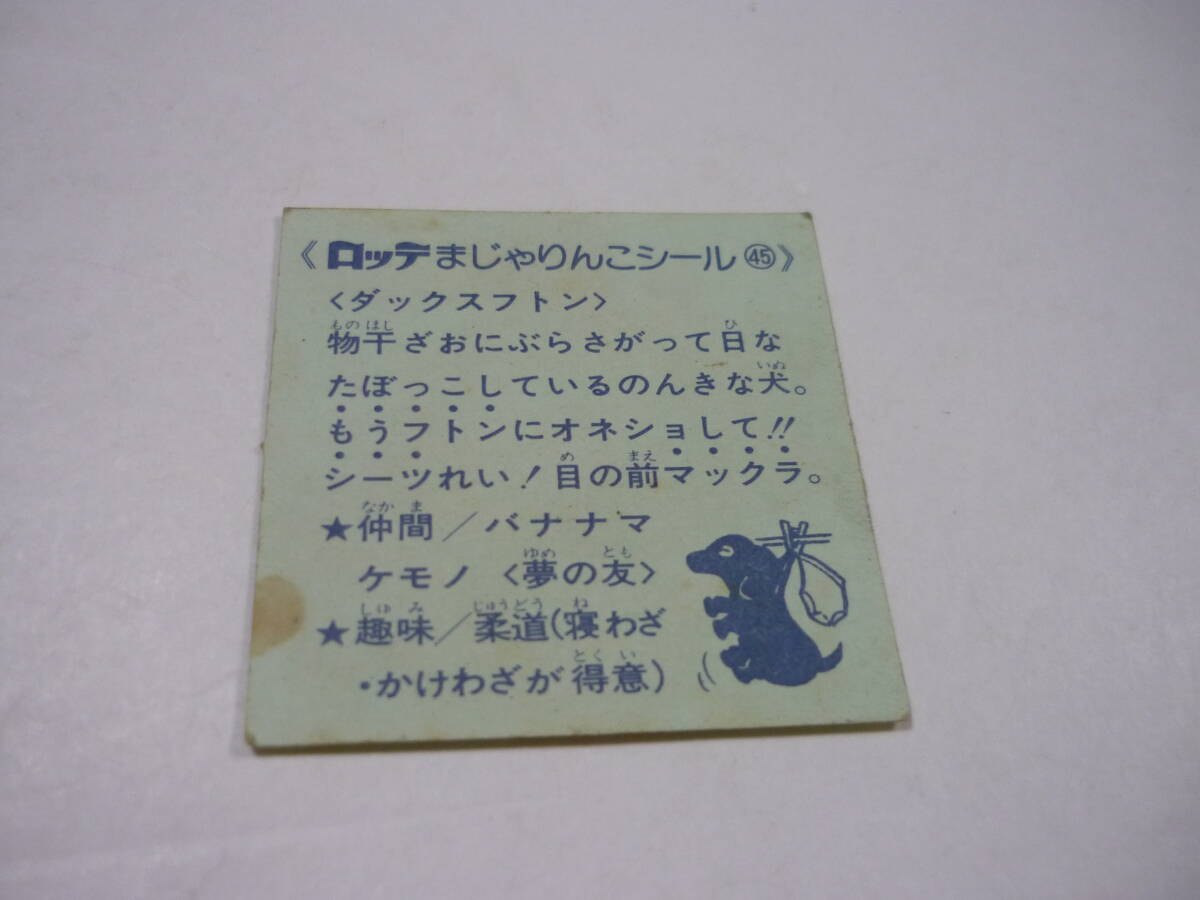 《ロッテまじゃりんこシール㊺》
〈ダックスフトン〉
物干ざおにぶらさがって日な
たぼっこしているのんきな犬。
もうフトンにオネショして!!
シーツれい!目の前マックラ。
★仲間/バナナマ
ケモノ〈夢の友〉
★趣味/柔道(寝わざ
・かけわざが得意)